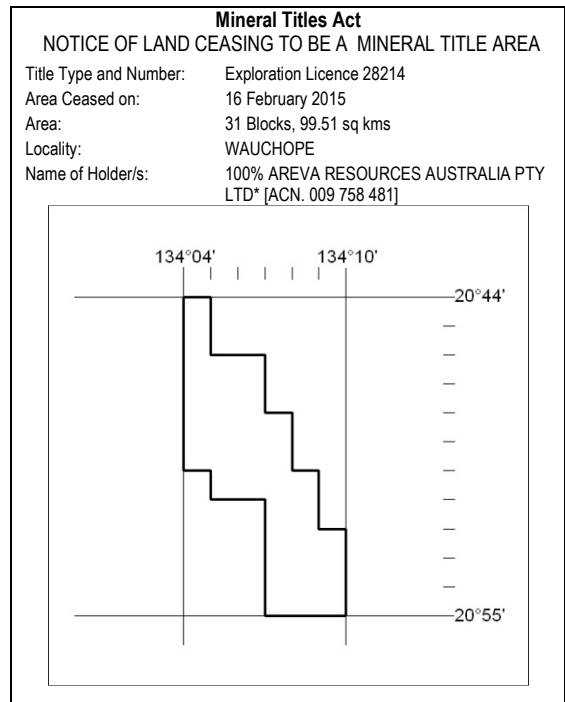 Mineral Titles Act
NOTICE OF LAND CEASING TO BE A MINERAL TITLE AREA
Title Type and Number: Exploration Licence 28214
Area Ceased on: 16 February 2015
Area: 31 Blocks, 99.51 sq kms
Locality: WAUCHOPE
Name of Holder/s: 100% AREVA RESOURCES AUSTRALIA PTY
LTD* [ACN. 009 758 481]
134°04' 134°10'
20°44'
20°55'